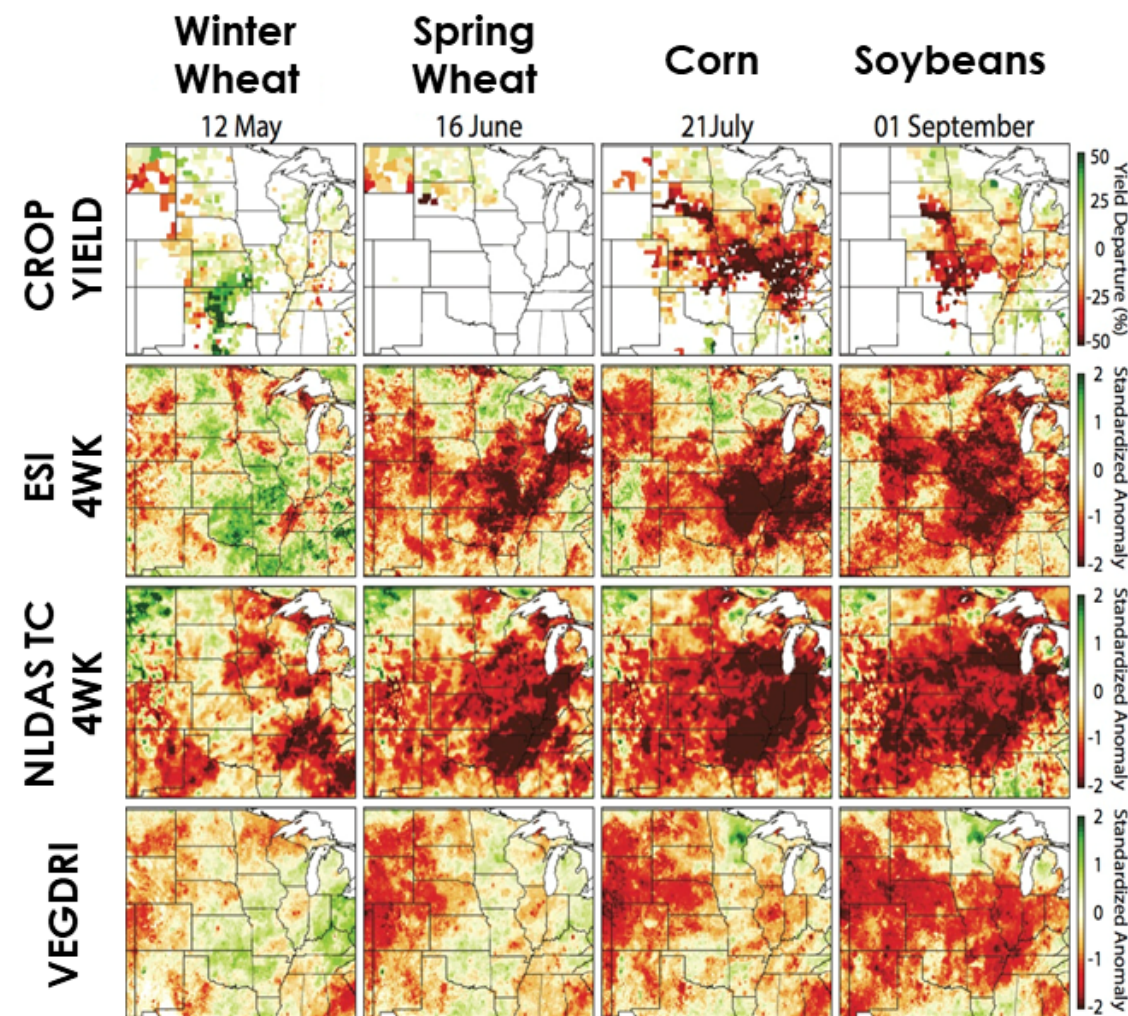 Winter
Wheat
Spring
Wheat
Corn
Soybeans
12 May
16 June
21July
01 September
CROP
YIELD
50
25
0
-25
-50
Yield Departure (%)
ESI
4WK
2
1
0
-1
-2
Standardized Anomaly
NLDAS TC
4WK
2
1
0
-1
-2
Standardized Anomaly
VEGDRI
2
1
0
-1
-2
Standardized Anomaly